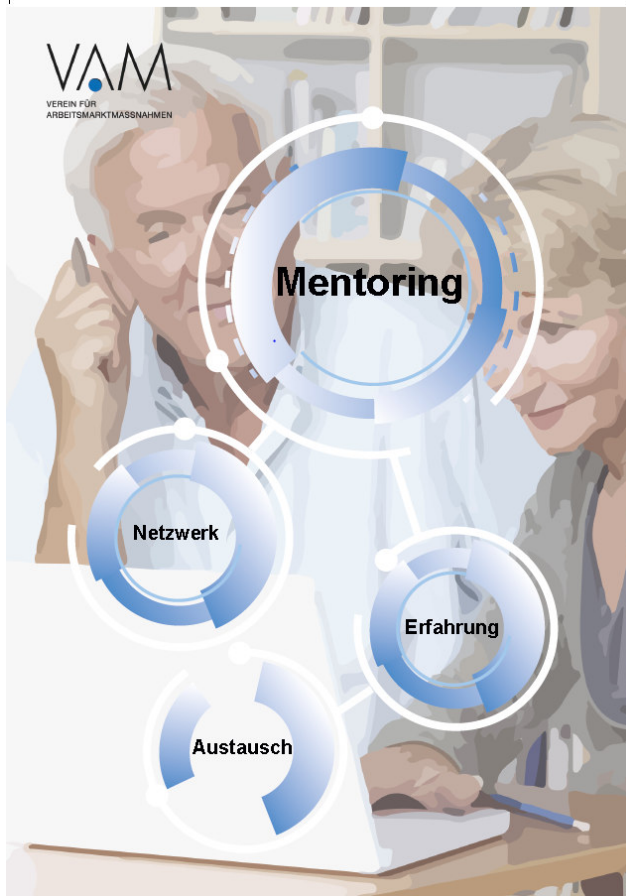 VAM
VEREIN FÜR
ARBEITSMARKTMASSNAHMEN
Mentoring
Netzwerk
Erfahrung
Austausch